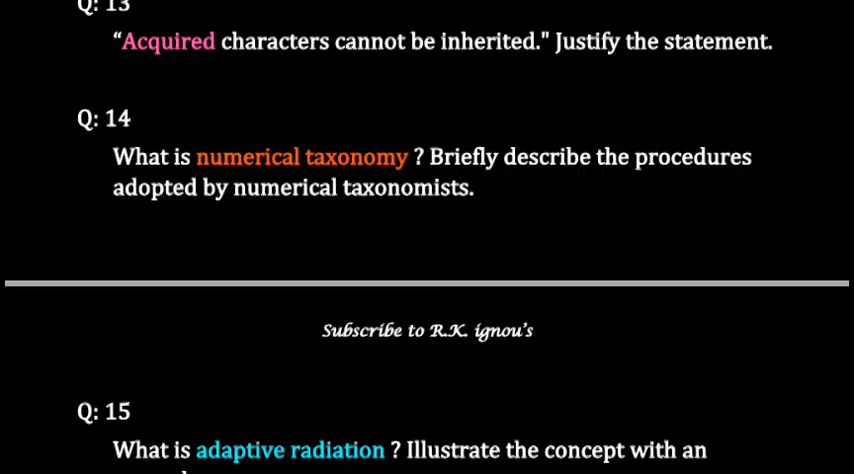 Q: 13
“Acquired characters cannot be inherited." Justify the statement.
Q: 14
What is numerical taxonomy ? Briefly describe the procedures
adopted by numerical taxonomists.
Subscribe to R.K. ignou's
Q: 15
What is adaptive radiation ? Illustrate the concept with an